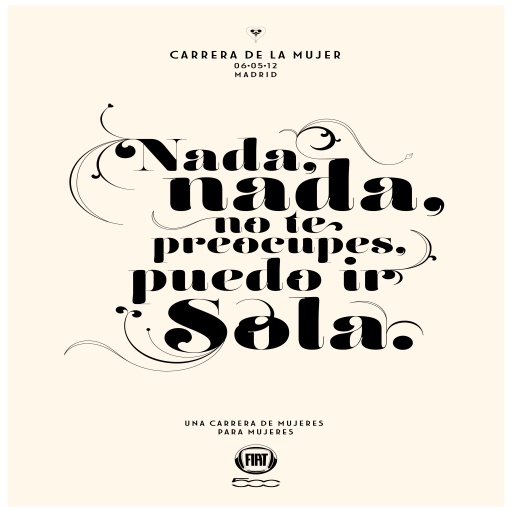 CARRERA DE LA MUJER
06·05·12
MADRID
Nada,
nada,
no te
preocupes,
puedo ir
Sola.
UNA CARRERA DE MUJERES
PARA MUJERES
FIAT
500